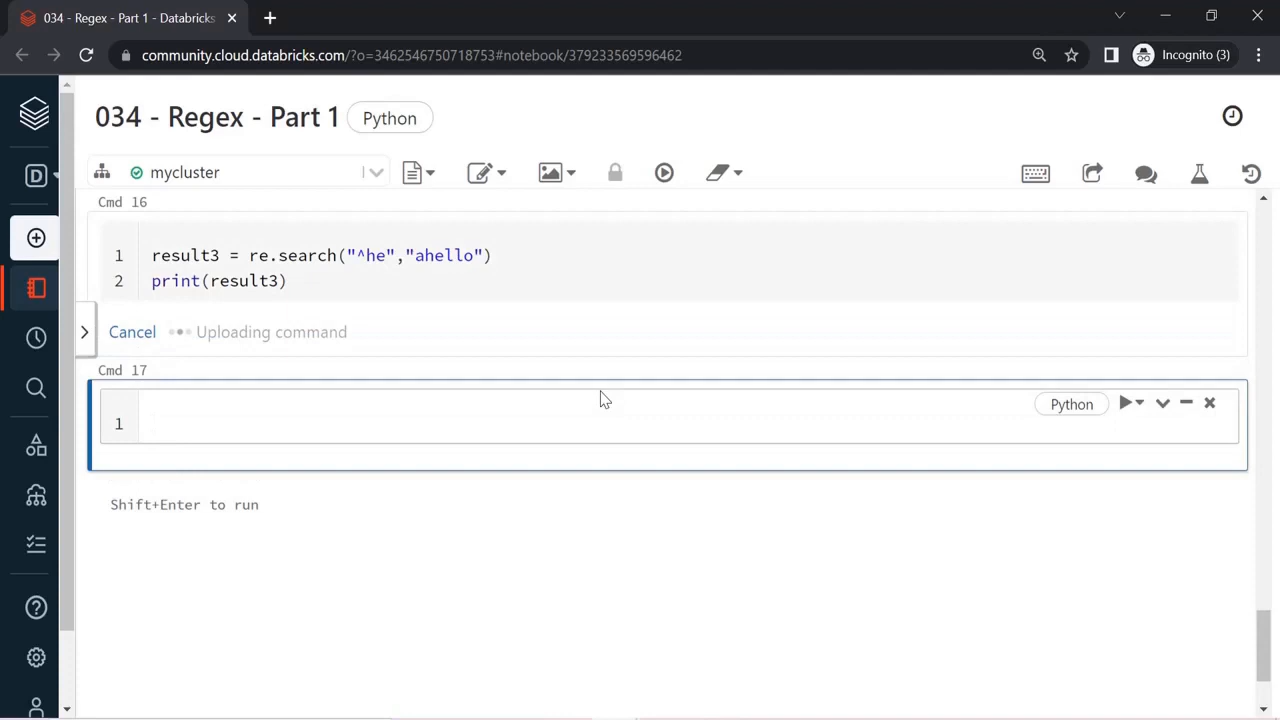 034 - Regex - Part 1 - Databricks
community.cloud.databricks.com/?o=3462546750718753#notebook/379233569596462
Incognito (3)
034 - Regex - Part 1 Python
D
mycluster
Cmd 16
1 result3 = re.search("^he","ahello")
2 print(result3)
Cancel Uploading command
Cmd 17
Python
1
Shift+Enter to run